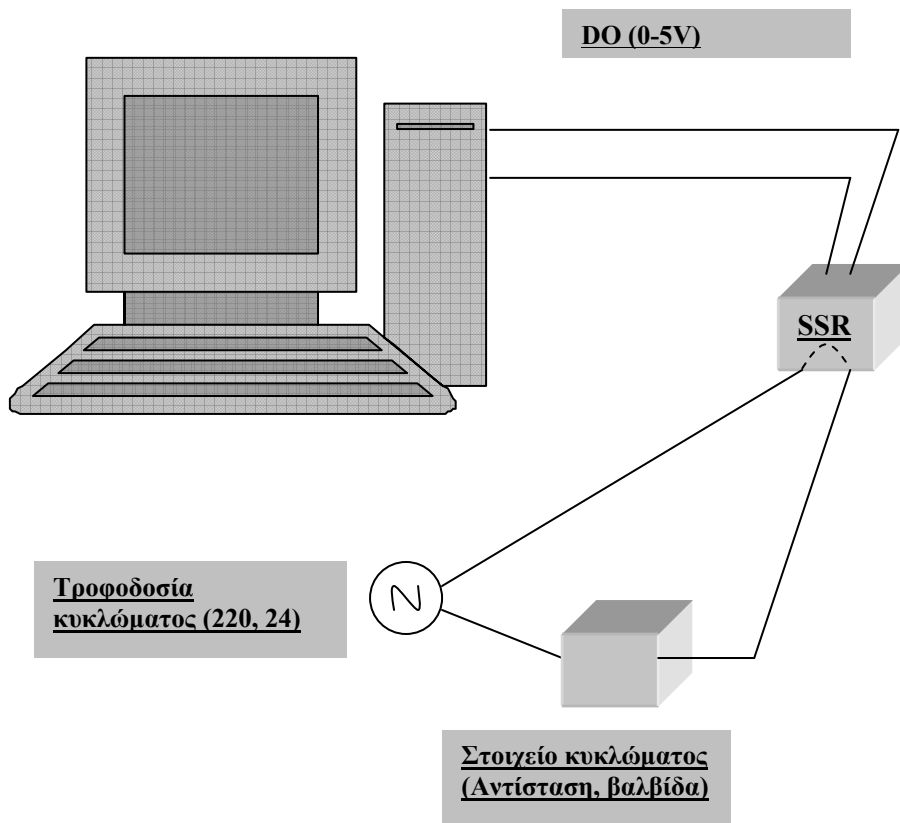 DO (0-5V)
SSR
Τροφοδοσία
κυκλώματος (220, 24)
Στοιχείο κυκλώματος
(Αντίσταση, βαλβίδα)